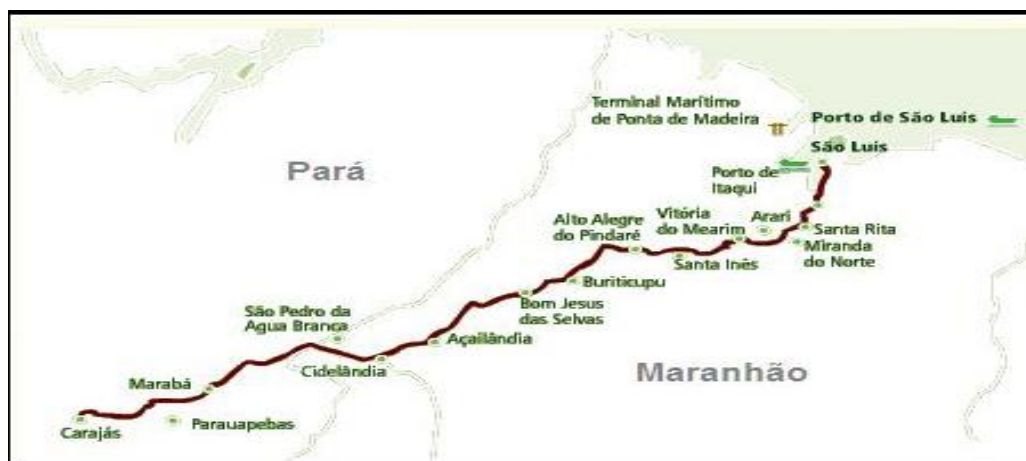 Terminal Marítimo
de Ponta de Madeira
Porto de São Luís
São Luís
Pará
Porto de
Itaqui
Alto Alegre
do Pindaré
Vitória
do Mearim
Arari
Santa Rita
Miranda
do Norte
Santa Inês
Buriticupu
Bom Jesus
das Selvas
São Pedro da
Agua Branca
Açailândia
Cidelândia
Maranhão
Marabá
Parauapebas
Carajás